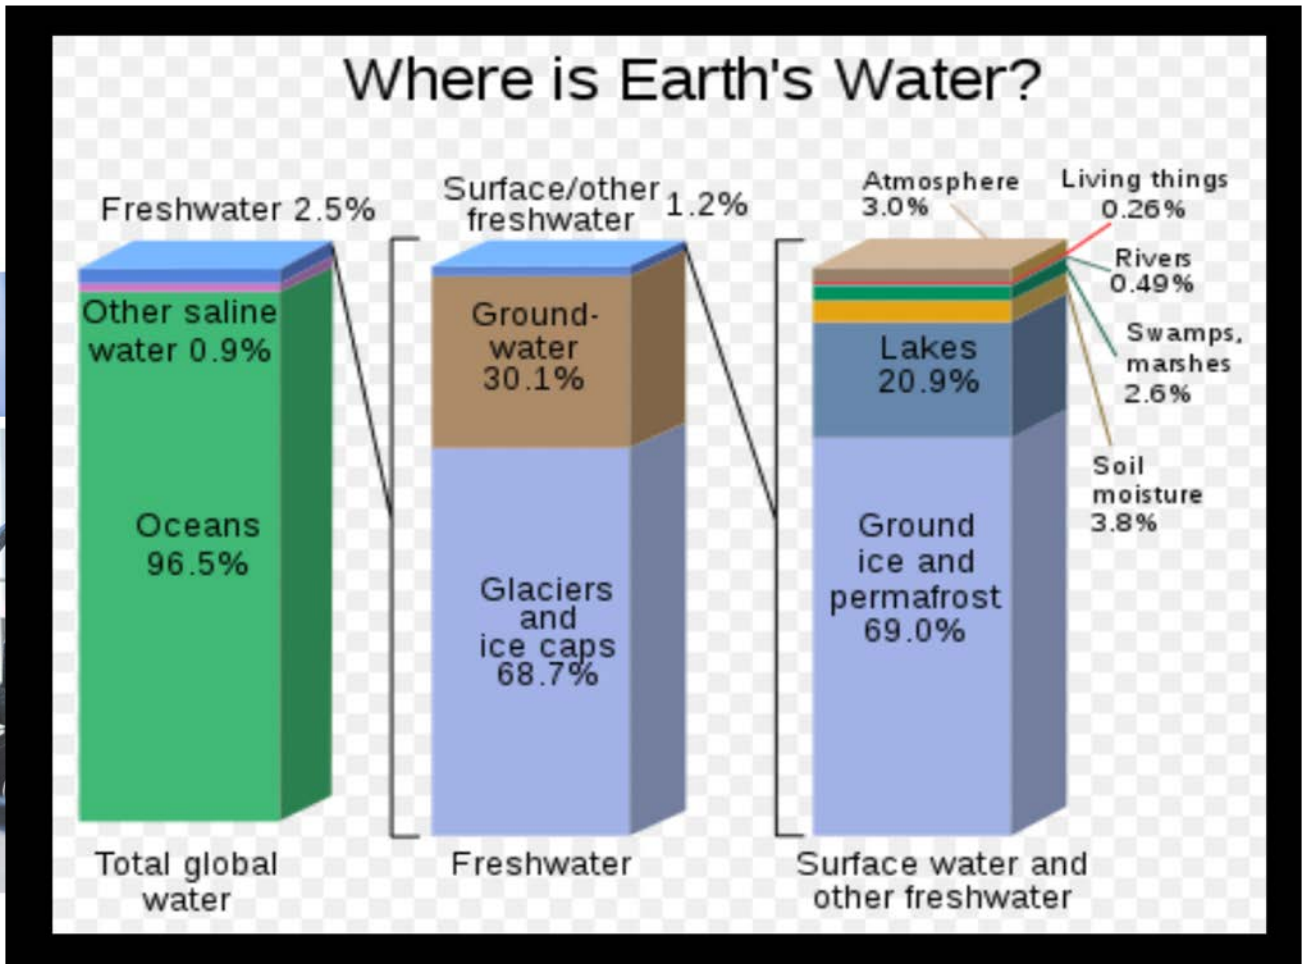 Where is Earth's Water?
Freshwater 2.5%
Other saline
water 0.9%
Oceans
96.5%
Total global
water
Surface/other
freshwater
1.2%
Ground-
water
30.1%
Glaciers
and
ice caps
68.7%
Freshwater
Atmosphere
3.0%
Living things
0.26%
Rivers
0.49%
Swamps,
marshes
2.6%
Soil
moisture
3.8%
Lakes
20.9%
Ground
ice and
permafrost
69.0%
Surface water and
other freshwater